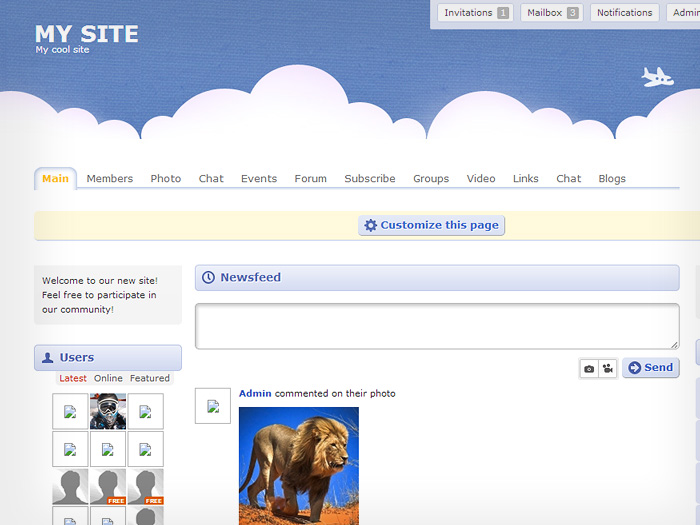 Invitations 1
Mailbox 3
Notifications
Admin
MY SITE
My cool site
Main
Members
Photo
Chat
Events
Forum
Subscribe
Groups
Video
Links
Chat
Blogs
Customize this page
Welcome to our new site!
Feel free to participate in
our community!
Newsfeed
Send
Users
Latest Online Featured
Admin commented on their photo
FREE
FREE